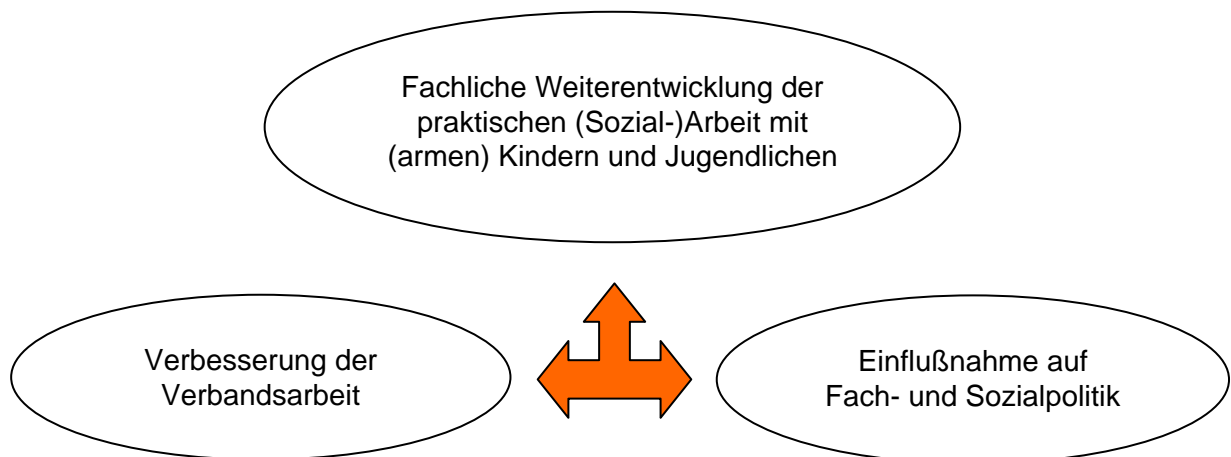 Fachliche Weiterentwicklung der
praktischen (Sozial-)Arbeit mit
(armen) Kindern und Jugendlichen
Verbesserung der
Verbandsarbeit
Einflußnahme auf
Fach- und Sozialpolitik